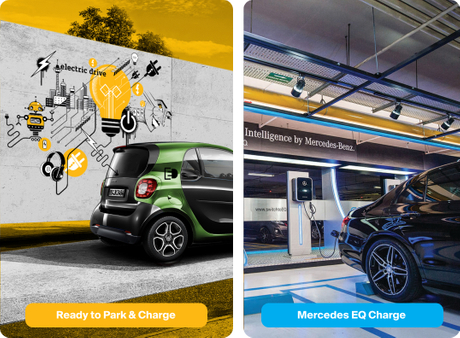 electric drive
Ready to Park & Charge
Intelligence by Mercedes-Benz.
Mercedes EQ Charge